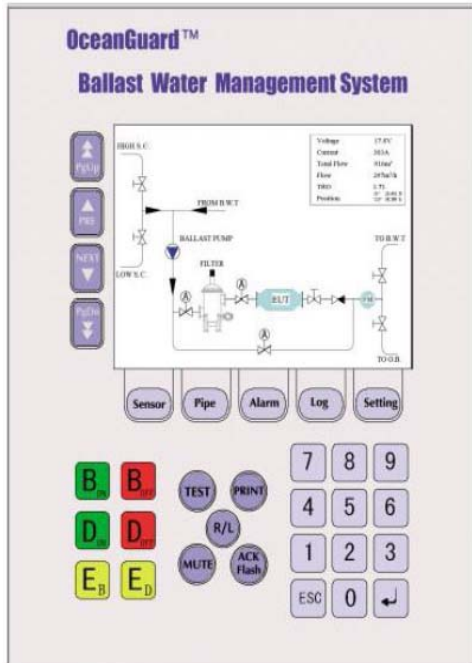 OceanGuard™
Ballast Water Management System
PgUp
PRE
NEXT
PgDn
HIGH S.C.
LOW S.C.
FROM B.W.T
BALLAST PUMP
FILTER
EUT
FM
TO B.W.T
TO O.B.
A
A
A
Voltage 17.8V
Current
Total Flow
Flow
TRO
Position
Sensor Pipe Alarm Log Setting
B ON B OFF
D ON D OFF
E B E D
TEST PRINT
R/L
MUTE ACK Flash
7 8 9
4 5 6
1 2 3
ESC 0